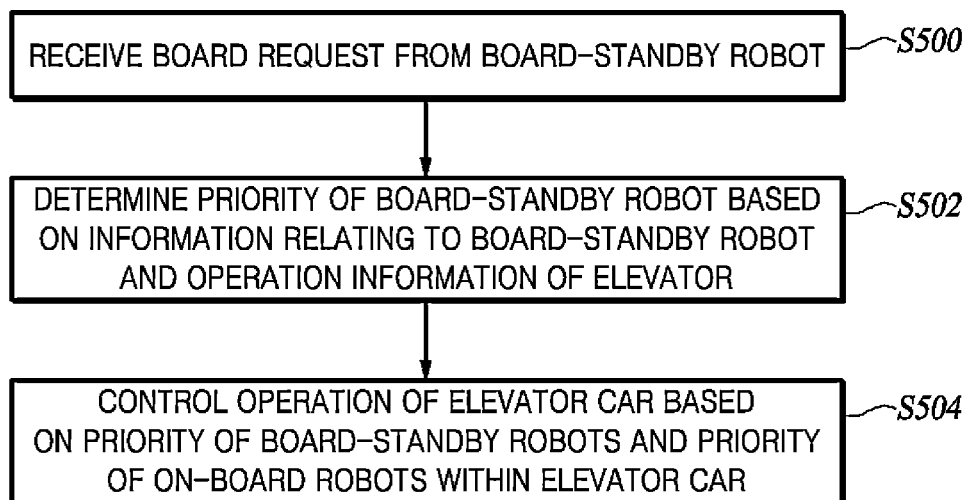 RECEIVE BOARD REQUEST FROM BOARD-STANDBY ROBOT
S500
DETERMINE PRIORITY OF BOARD-STANDBY ROBOT BASED
ON INFORMATION RELATING TO BOARD-STANDBY ROBOT
AND OPERATION INFORMATION OF ELEVATOR
S502
CONTROL OPERATION OF ELEVATOR CAR BASED
ON PRIORITY OF BOARD-STANDBY ROBOTS AND PRIORITY
OF ON-BOARD ROBOTS WITHIN ELEVATOR CAR
S504